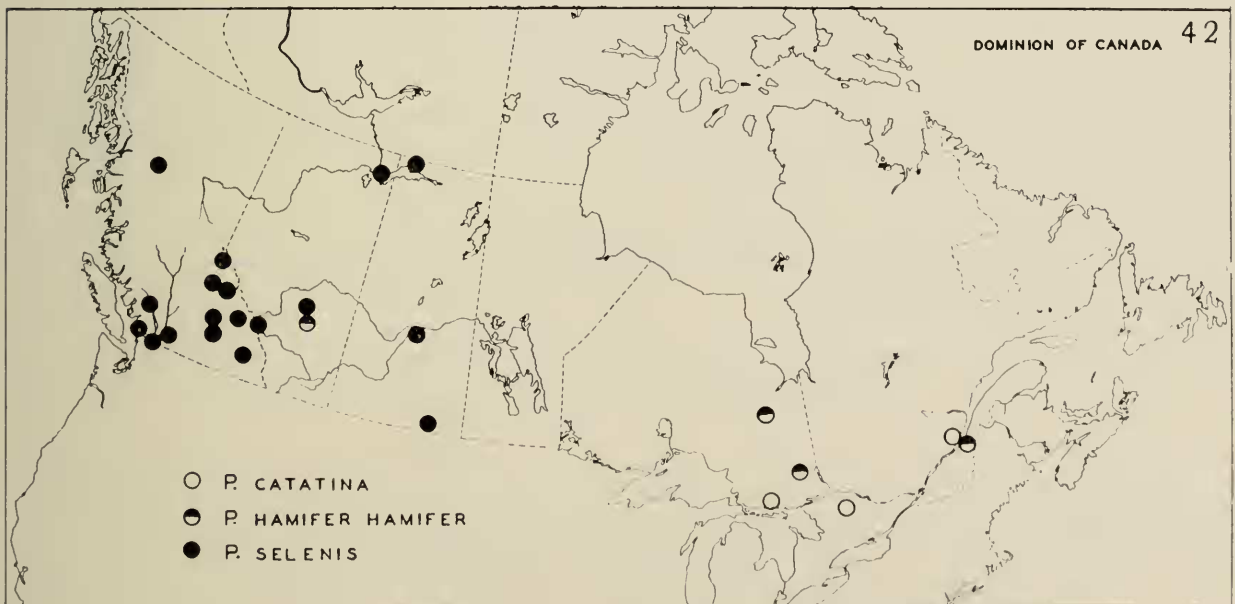 DOMINION OF CANADA 42
P. CATATINA
P. HAMIFER HAMIFER
P. SELENIS